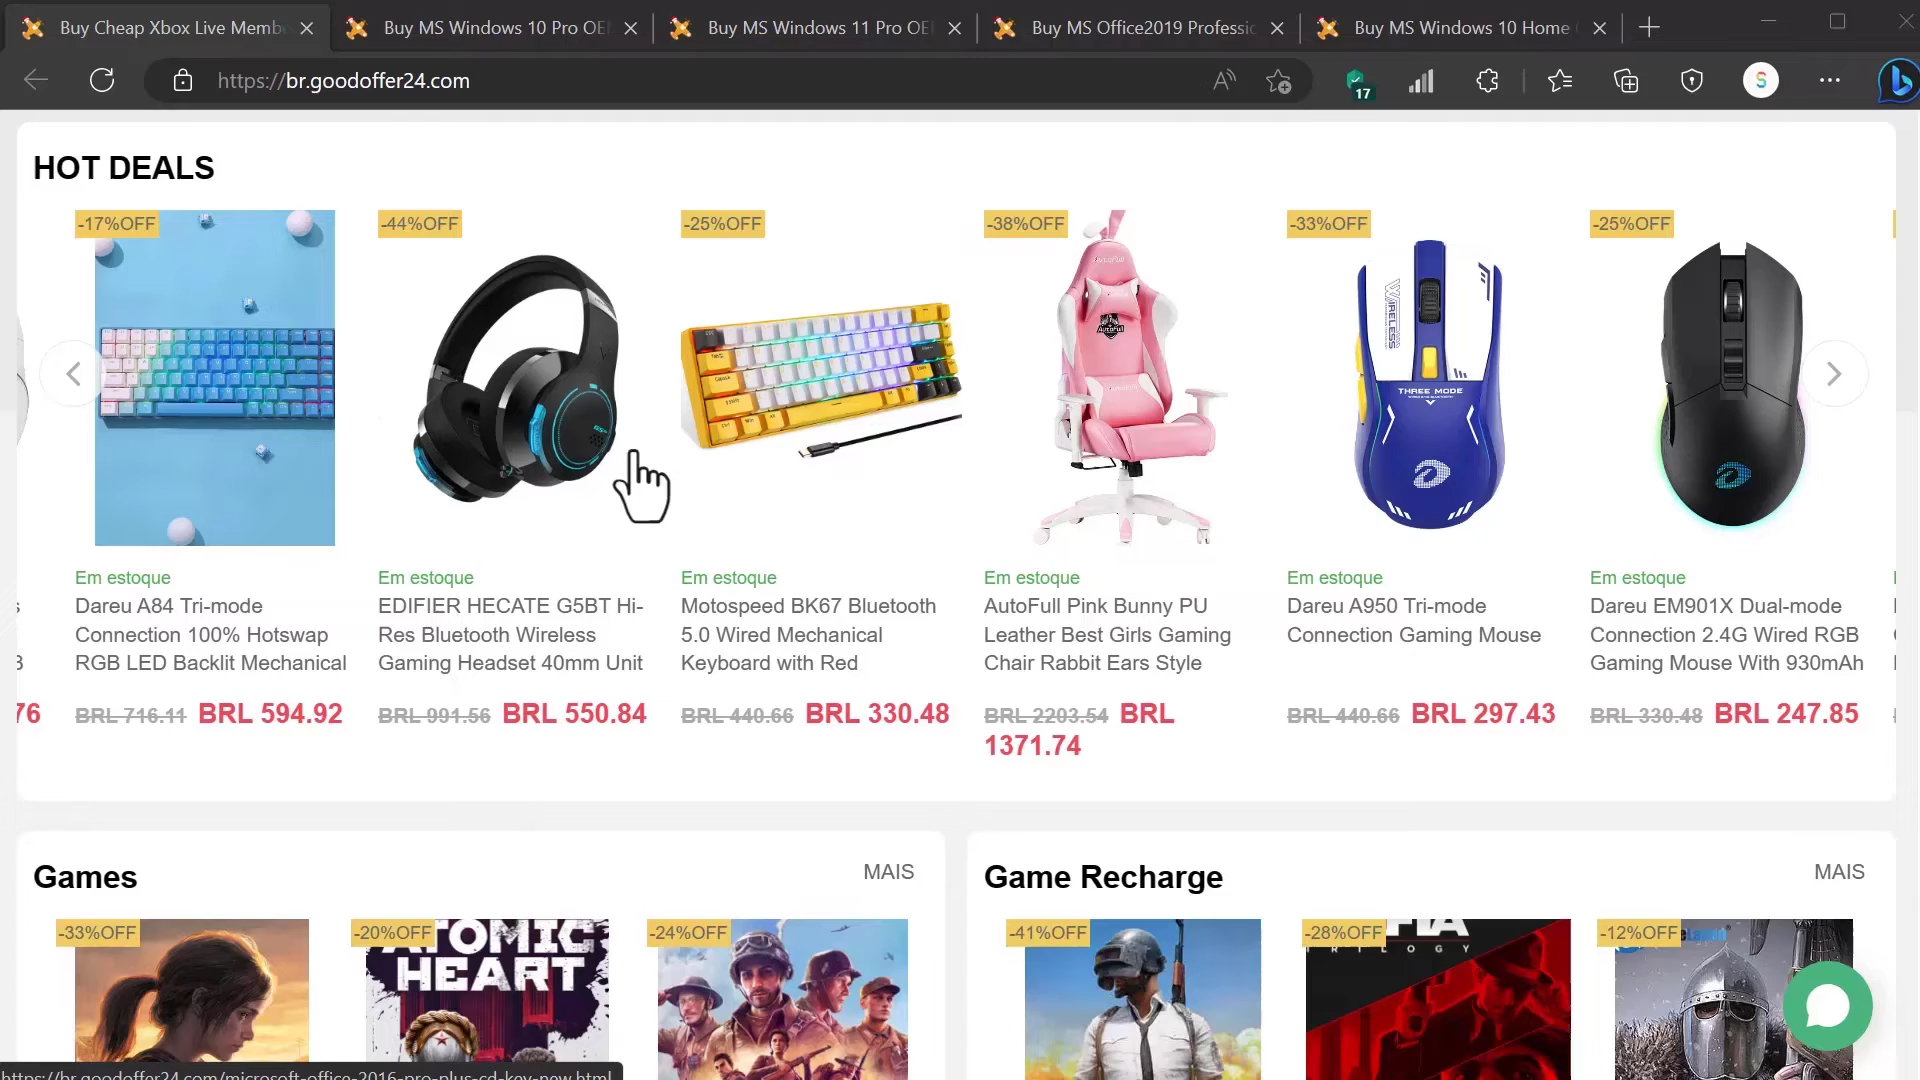 Buy Cheap Xbox Live Memb
Buy MS Windows 10 Pro OE
Buy MS Windows 11 Pro OE
Buy MS Office2019 Professic
Buy MS Windows 10 Home
https://br.goodoffer24.com
17
S
HOT DEALS
-17%OFF
-44%OFF
-25%OFF
-38%OFF
-33%OFF
-25%OFF
AutoFull
AutoFull
WIRELESS
THREE MODE
Em estoque
Em estoque
Em estoque
Em estoque
Em estoque
Em estoque
Dareu A84 Tri-mode
Connection 100% Hotswap
RGB LED Backlit Mechanical
EDIFIER HECATE G5BT Hi-
Res Bluetooth Wireless
Gaming Headset 40mm Unit
Motospeed BK67 Bluetooth
5.0 Wired Mechanical
Keyboard with Red
AutoFull Pink Bunny PU
Leather Best Girls Gaming
Chair Rabbit Ears Style
Dareu A950 Tri-mode
Connection Gaming Mouse
Dareu EM901X Dual-mode
Connection 2.4G Wired RGB
Gaming Mouse With 930mAh
76
BRL 716.11 BRL 594.92
BRL 991.56 BRL 550.84
BRL 440.66 BRL 330.48
BRL 2203.54 BRL
1371.74
BRL 440.66 BRL 297.43
BRL 330.48 BRL 247.85
Games
MAIS
Game Recharge
MAIS
-33%OFF
-20%OFF
-24%OFF
-41%OFF
-28%OFF
-12%OFF
ATOMIC
HEART
TRILOGY
https://br.goodoffer24.com/microsoft-office-2016-pro-plus-cd-key-new.html